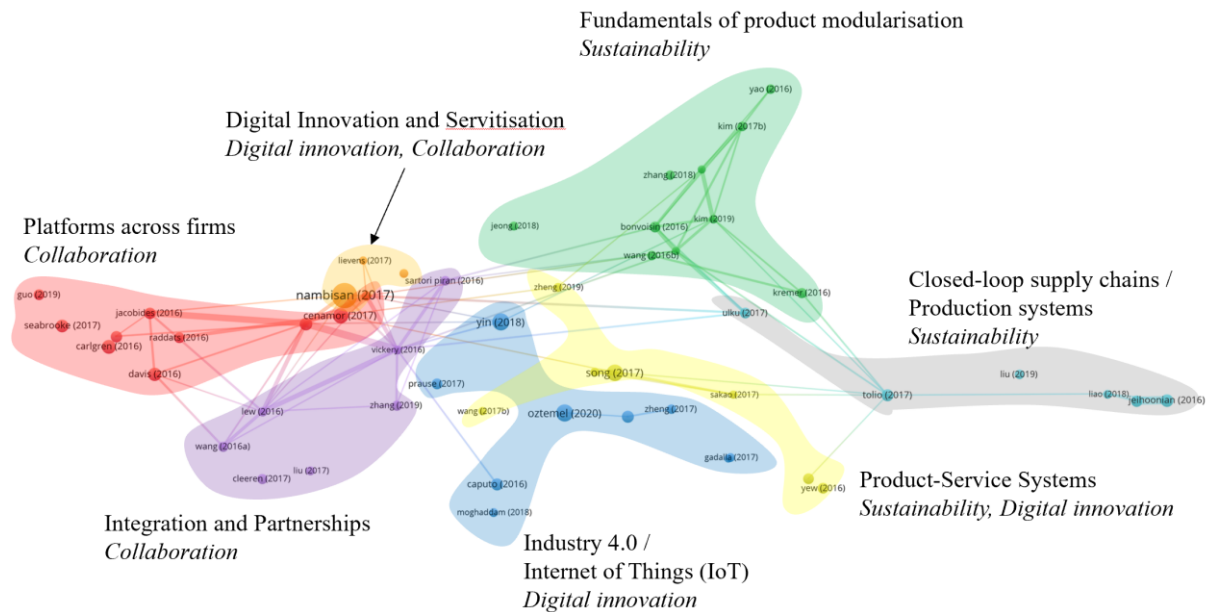 Fundamentals of product modularisation
Sustainability
yao (2016)
kim (2017b)
zhang (2018)
kim (2019)
jeong (2018)
bonvoisin (2016)
wang (2016b)
kremer (2016)
Digital Innovation and Servitisation
Digital innovation, Collaboration
lievens (2017)
sartori piran (2016)
nambisan (2017)
cenamor (2017)
Platforms across firms
Collaboration
guo (2019)
seabrooke (2017)
jacobides (2016)
carlgren (2016)
raddats (2016)
davis (2016)
zheng (2019)
yin (2018)
ulku (2017)
vickery (2016)
prause (2017)
song (2017)
Closed-loop supply chains /
Production systems
Sustainability
liu (2019)
tolio (2017)
liao (2018)
jeihoonian (2016)
lew (2016)
zhang (2019)
wang (2017b)
oztemel (2020)
zheng (2017)
sakao (2017)
wang (2016a)
cleeren (2017)
liu (2017)
gadalla (2017)
caputo (2016)
moghaddam (2018)
yew (2016)
Product-Service Systems
Sustainability, Digital innovation
Integration and Partnerships
Collaboration
Industry 4.0 /
Internet of Things (IoT)
Digital innovation